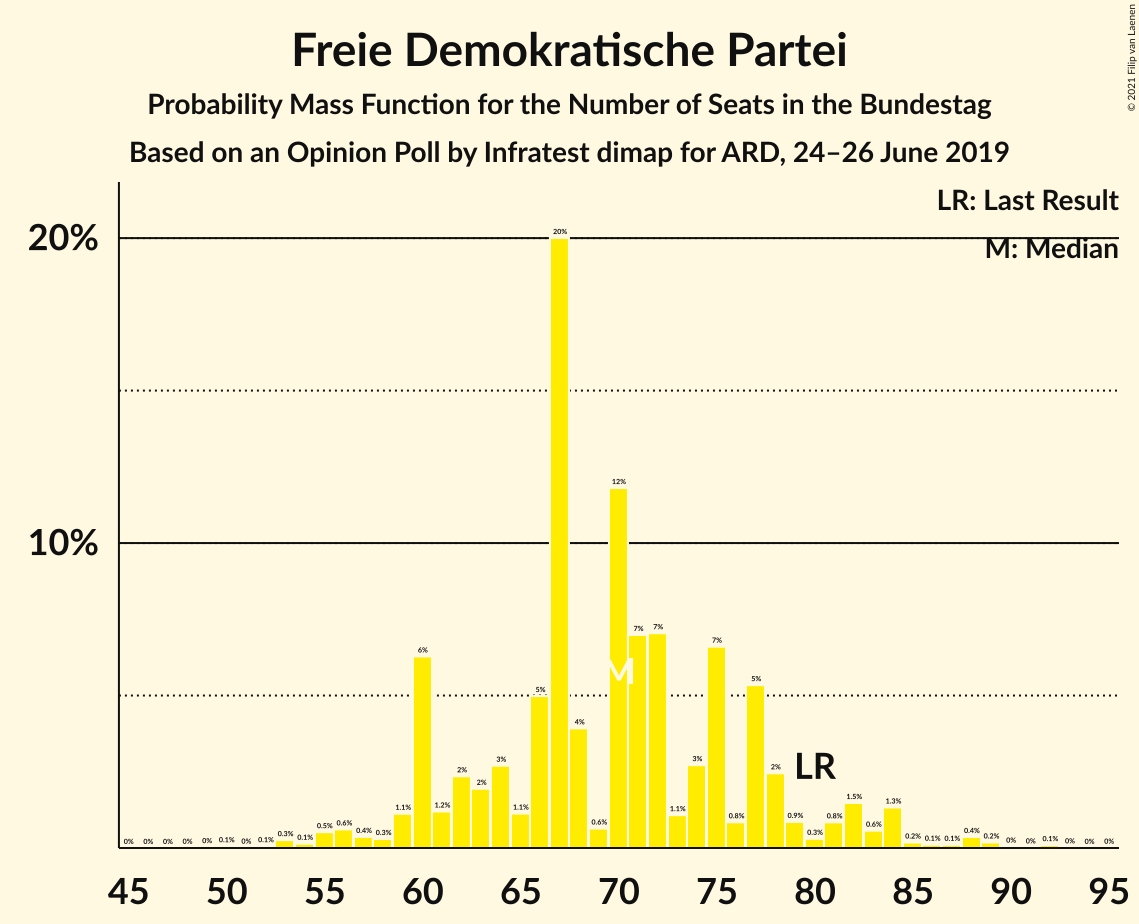 Freie Demokratische Partei
Probability Mass Function for the Number of Seats in the Bundestag
Based on an Opinion Poll by Infratest dimap for ARD, 24–26 June 2019
© 2021 Filip van Laenen
LR: Last Result
M: Median
20%
10%
0% 0% 0% 0% 0% 0.1% 0% 0.1% 0.3% 0.1% 0.5% 0.6% 0.4% 0.3% 1.1% 6% 1.2% 2% 2% 3% 1.1% 5% 20% 4% 0.6% 12% 7% 7% 1.1% 3% 7% 0.8% 5% 2% 0.9% 0.3% 0.8% 1.5% 0.6% 1.3% 0.2% 0.1% 0.1% 0.4% 0.2% 0% 0% 0.1% 0% 0% 0%
M
LR
45 50 55 60 65 70 75 80 85 90 95